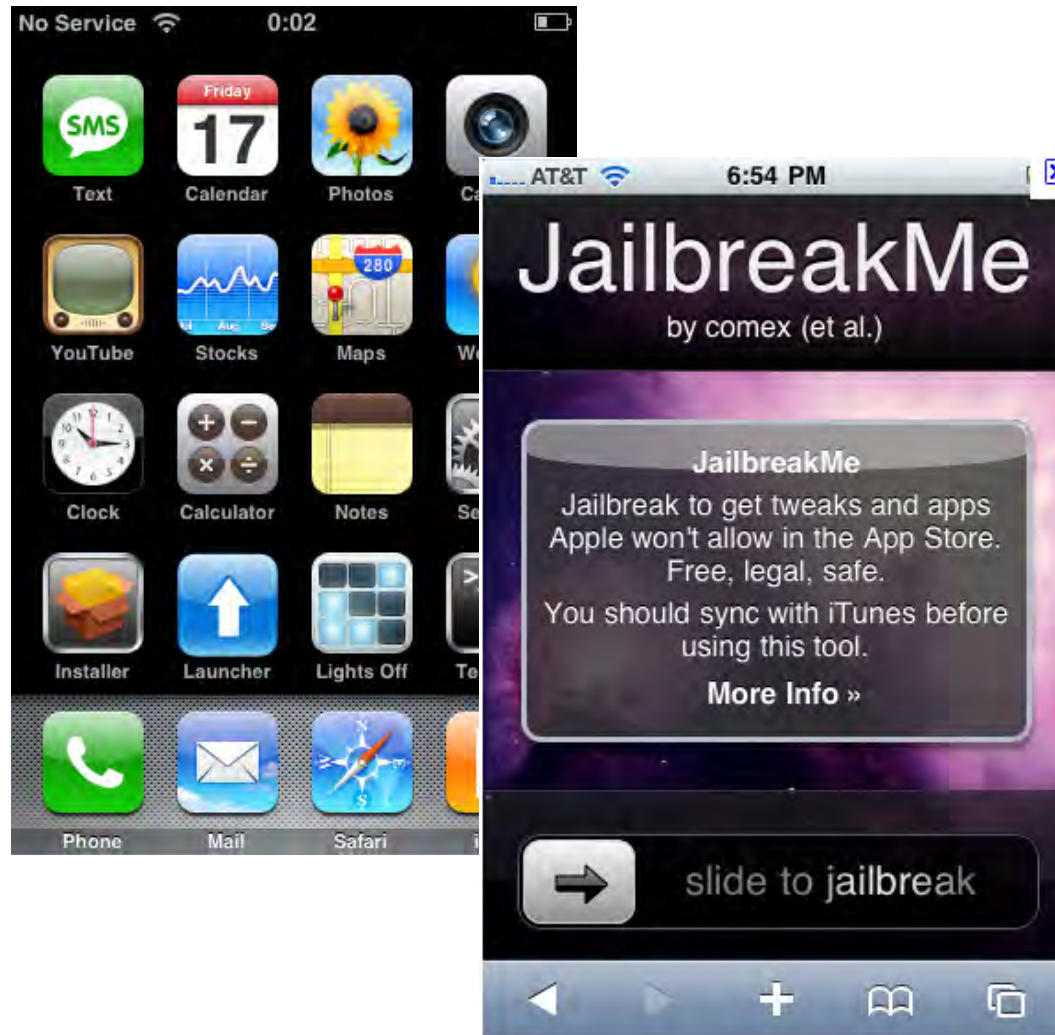 No Service 0:02
SMS
Friday
17
Text Calendar Photos
280
Jul Aug Se
YouTube Stocks Maps
Clock Calculator Notes
Installer Launcher Lights Off
Phone Mail Safari
AT&T 6:54 PM
JailbreakMe
by comex (et al.)
JailbreakMe
Jailbreak to get tweaks and apps
Apple won't allow in the App Store.
Free, legal, safe.
You should sync with iTunes before
using this tool.
More Info »
slide to jailbreak